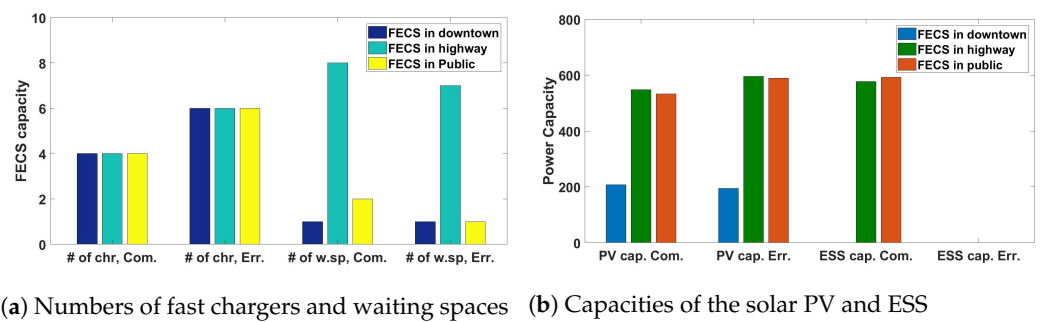 10
8
6
4
2
0
FECS capacity
FECS in downtown
FECS in highway
FECS in Public
# of chr, Com. # of chr, Err. # of w.sp, Com. # of w.sp, Err.
(a) Numbers of fast chargers and waiting spaces
800
600
400
200
0
Power Capacity
FECS in downtown
FECS in highway
FECS in public
PV cap. Com. PV cap. Err. ESS cap. Com. ESS cap. Err.
(b) Capacities of the solar PV and ESS